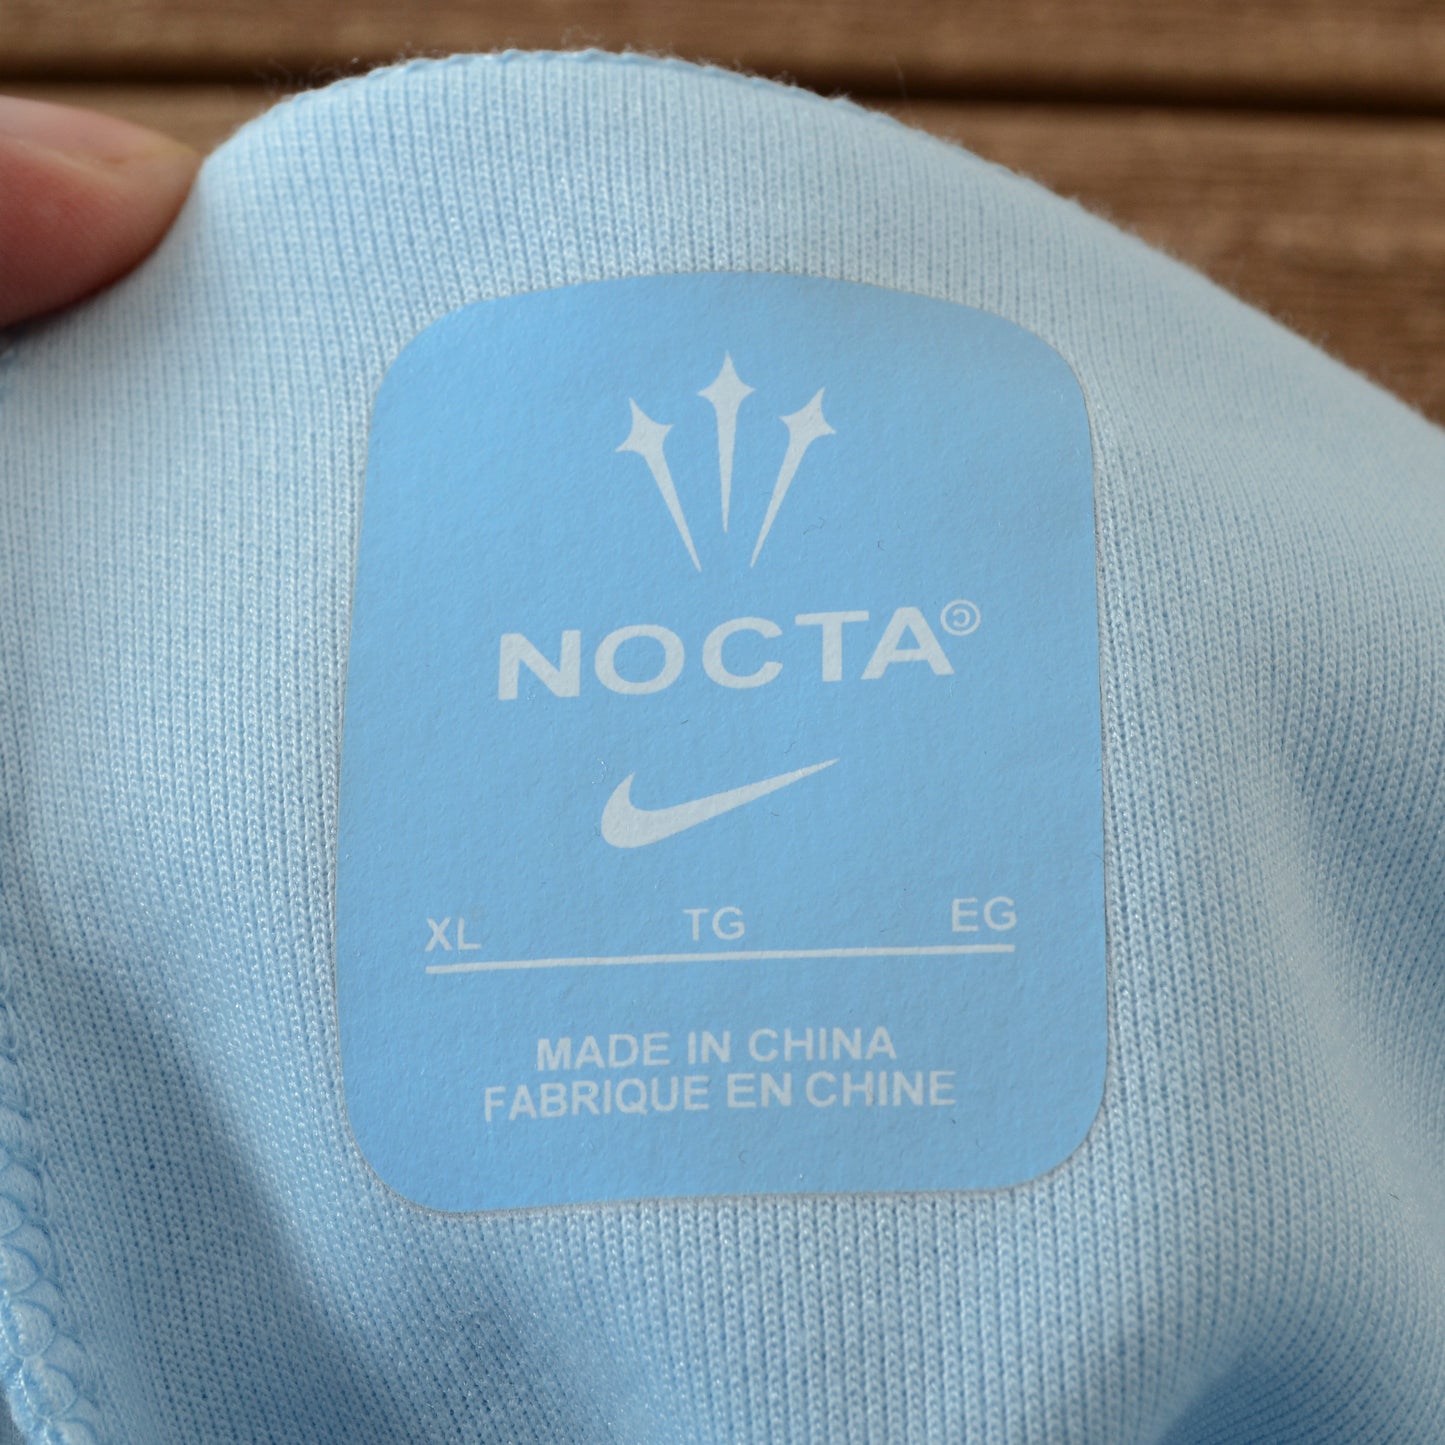 NOCTA©
XL TG EG
MADE IN CHINA
FABRIQUE EN CHINE